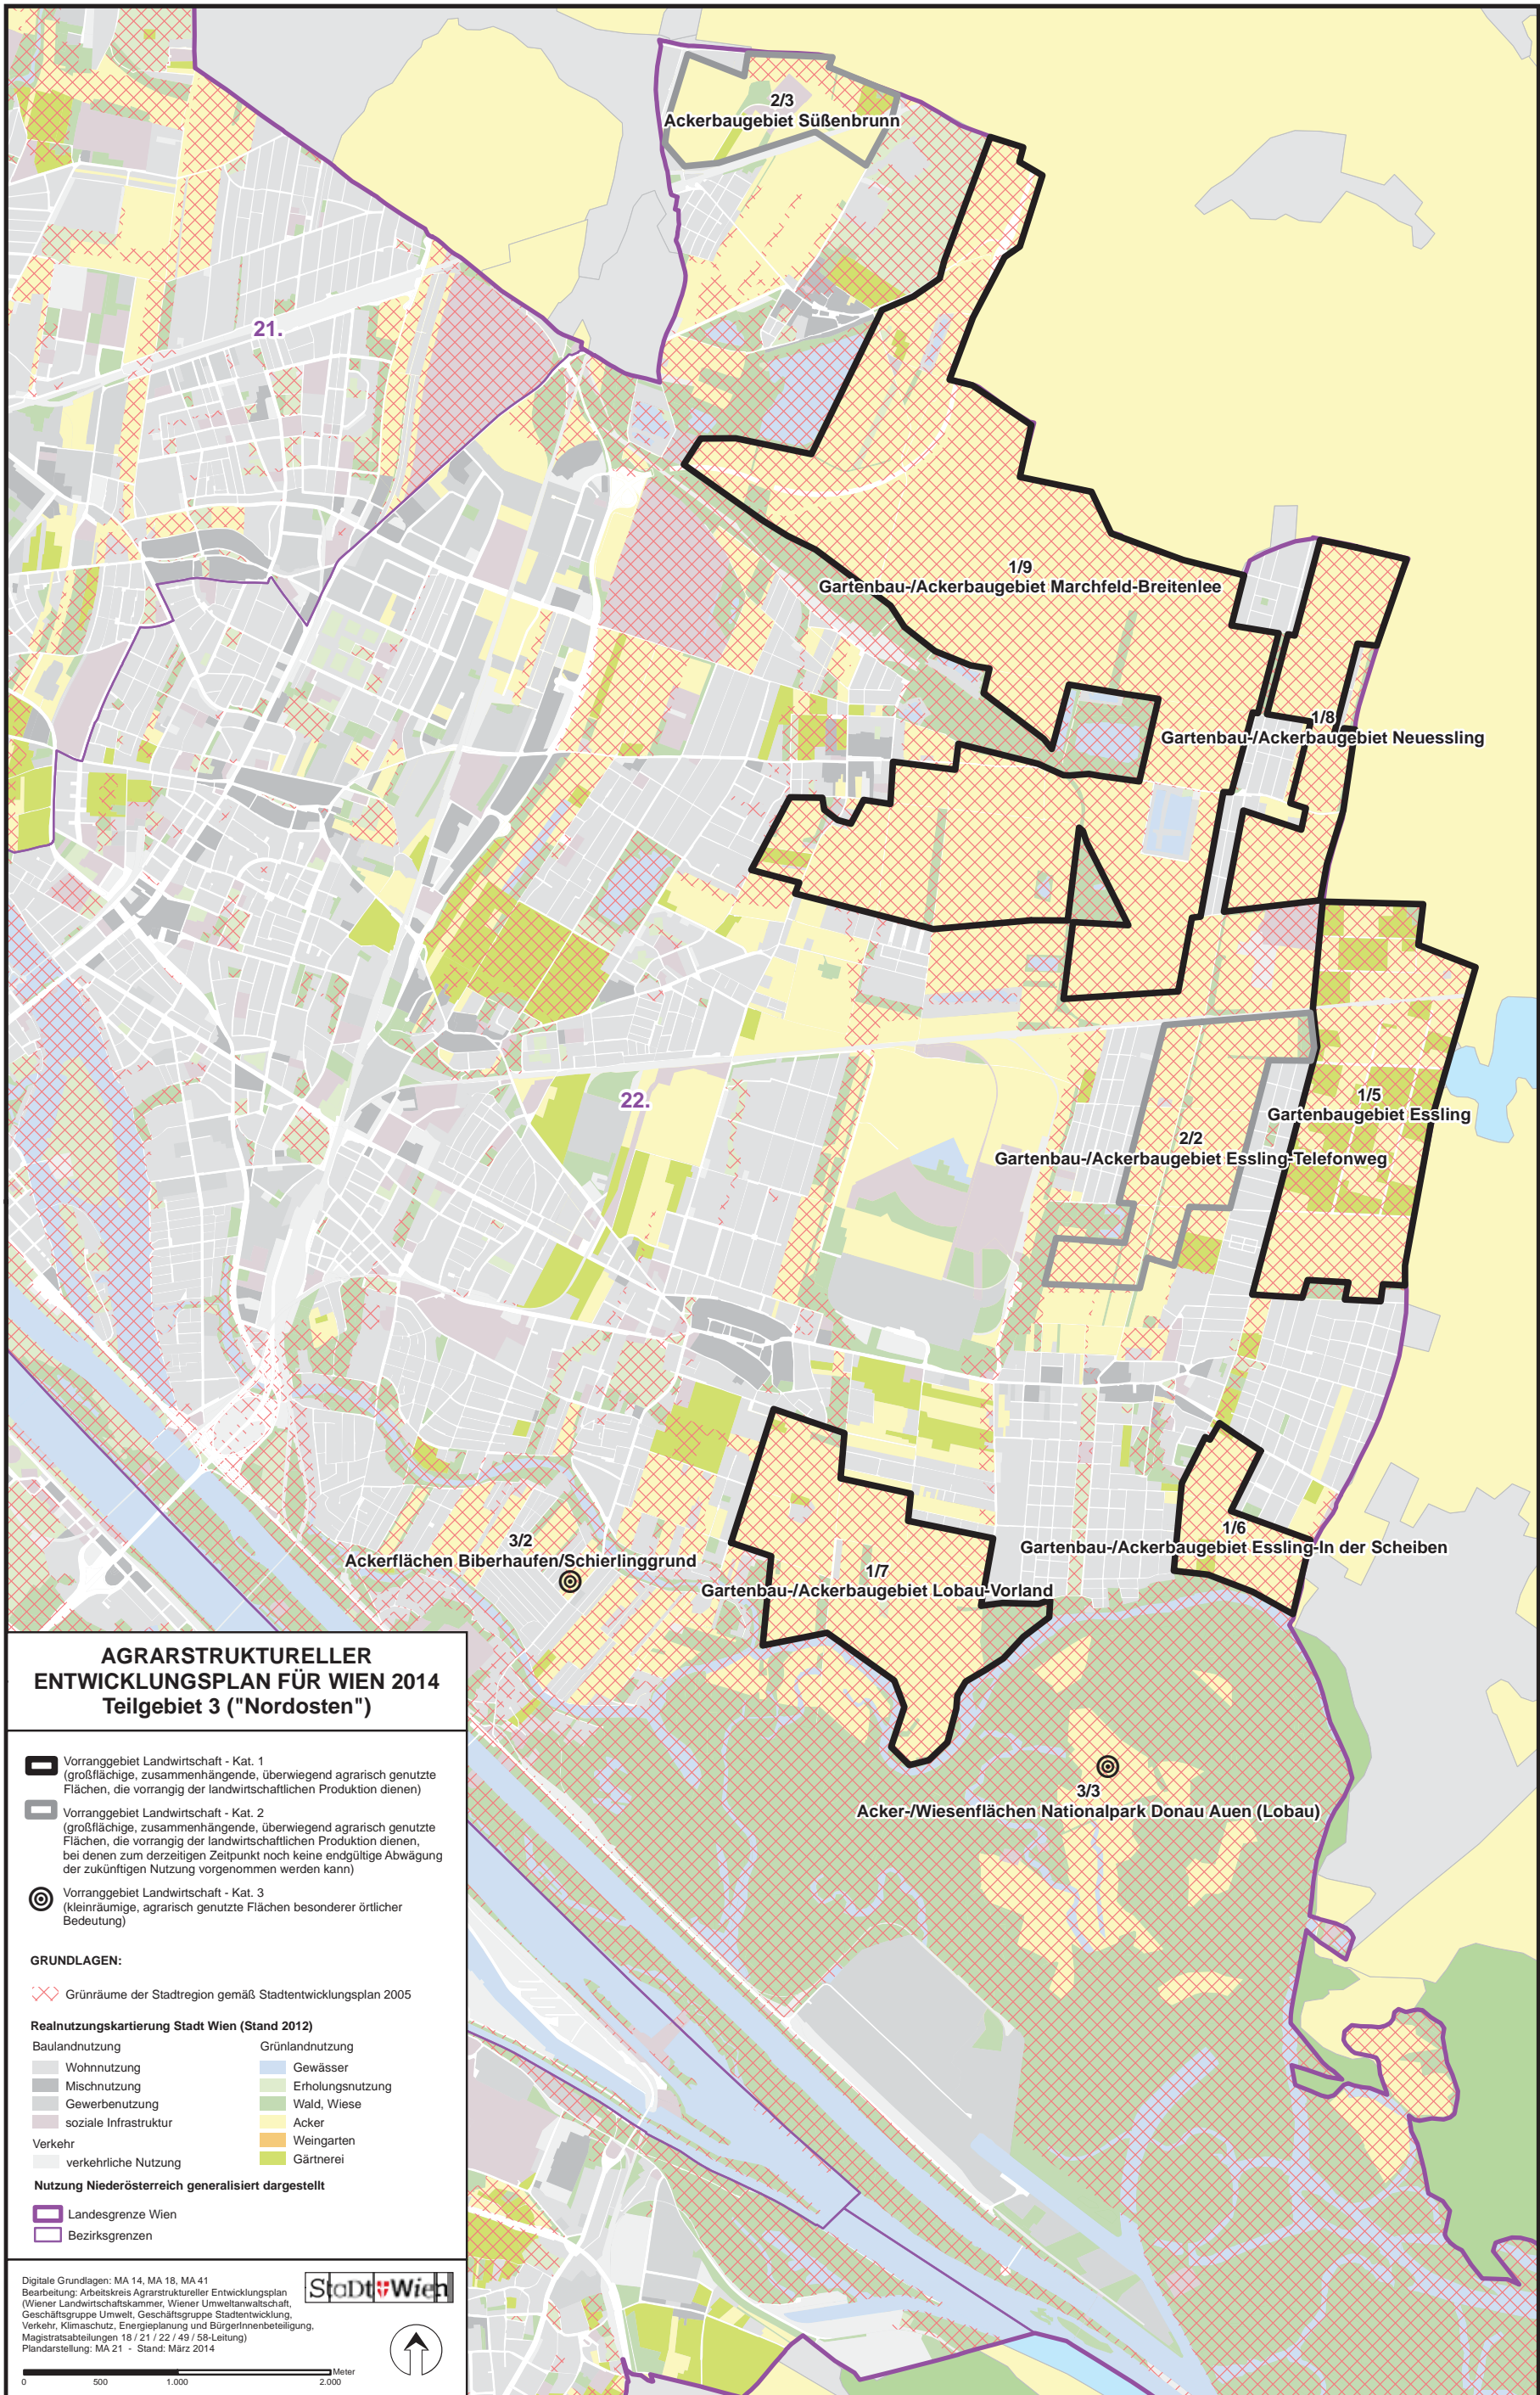 2/3
Ackerbaugebiet Süßenbrunn
21.
1/9
Gartenbau-/Ackerbaugebiet Marchfeld-Breitenlee
1/8
Gartenbau-/Ackerbaugebiet Neuessling
22.
1/5
Gartenbaugebiet Essling
2/2
Gartenbau-/Ackerbaugebiet Essling-Telefonweg
1/6
Gartenbau-/Ackerbaugebiet Essling-In der Scheiben
3/2
Ackerflächen Biberhaufen/Schierlinggrund
1/7
Gartenbau-/Ackerbaugebiet Lobau-Vorland
3/3
Acker-/Wiesenflächen Nationalpark Donau Auen (Lobau)
AGRARSTRUKTURELLER
ENTWICKLUNGSPLAN FÜR WIEN 2014
Teilgebiet 3 ("Nordosten")
Vorranggebiet Landwirtschaft - Kat. 1
(großflächige, zusammenhängende, überwiegend agrarisch genutzte
Flächen, die vorrangig der landwirtschaftlichen Produktion dienen)
Vorranggebiet Landwirtschaft - Kat. 2
(großflächige, zusammenhängende, überwiegend agrarisch genutzte
Flächen, die vorrangig der landwirtschaftlichen Produktion dienen,
bei denen zum derzeitigen Zeitpunkt noch keine endgültige Abwägung
der zukünftigen Nutzung vorgenommen werden kann)
Vorranggebiet Landwirtschaft - Kat. 3
(kleinräumige, agrarisch genutzte Flächen besonderer örtlicher
Bedeutung)
GRUNDLAGEN:
Grünräume der Stadtregion gemäß Stadtentwicklungsplan 2005
Realnutzungskartierung Stadt Wien (Stand 2012)
Baulandnutzung
Wohnnutzung
Mischnutzung
Gewerbenutzung
soziale Infrastruktur
Verkehr
verkehrliche Nutzung
Grünlandnutzung
Gewässer
Erholungsnutzung
Wald, Wiese
Acker
Weingarten
Gärtnerei
Nutzung Niederösterreich generalisiert dargestellt
Landesgrenze Wien
Bezirksgrenzen
Digitale Grundlagen: MA 14, MA 18, MA 41
Bearbeitung: Arbeitskreis Agrarstruktureller Entwicklungsplan
(Wiener Landwirtschaftskammer, Wiener Umweltanwaltschaft,
Geschäftsgruppe Umwelt, Geschäftsgruppe Stadtentwicklung,
Verkehr, Klimaschutz, Energieplanung und BürgerInnenbeteiligung,
Magistratsabteilungen 18 / 21 / 22 / 49 / 58-Leitung)
Plandarstellung: MA 21 - Stand: März 2014
StaDt Wien
Meter
0 500 1.000 2.000